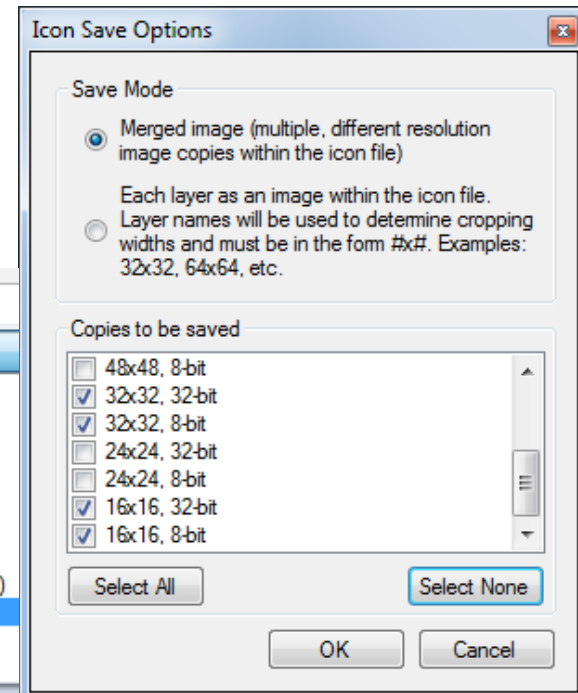 Icon Save Options
Save Mode
Merged image (multiple, different resolution
image copies within the icon file)
Each layer as an image within the icon file.
Layer names will be used to determine cropping
widths and must be in the form #x#. Examples:
32x32, 64x64, etc.
Copies to be saved
48x48, 8-bit
32x32, 32-bit
32x32, 8-bit
24x24, 32-bit
24x24, 8-bit
16x16, 32-bit
16x16, 8-bit
Select All
Select None
OK
Cancel
)